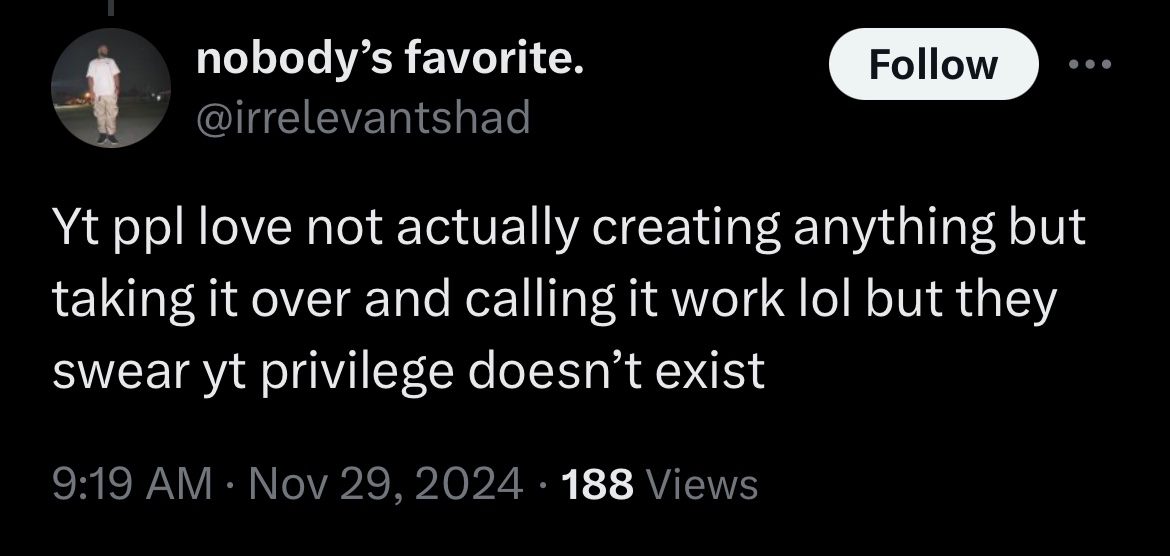 nobody’s favorite.
Follow
@irrelevantshad
Yt ppl love not actually creating anything but
taking it over and calling it work lol but they
swear yt privilege doesn’t exist
9:19 AM · Nov 29, 2024 · 188 Views